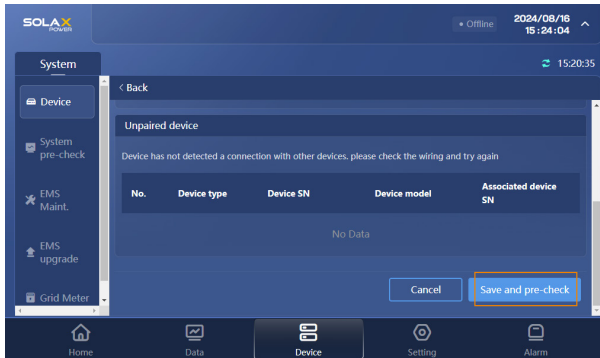 SOLAX
POWER
Offline
2024/08/16
15:24:04
System
15:20:35
Device
System
pre-check
EMS
Maint.
EMS
upgrade
Grid Meter
< Back
Unpaired device
Device has not detected a connection with other devices. please check the wiring and try again
No. Device type Device SN Device model Associated device
SN
No Data
Cancel Save and pre-check
Home Data Device Setting Alarm